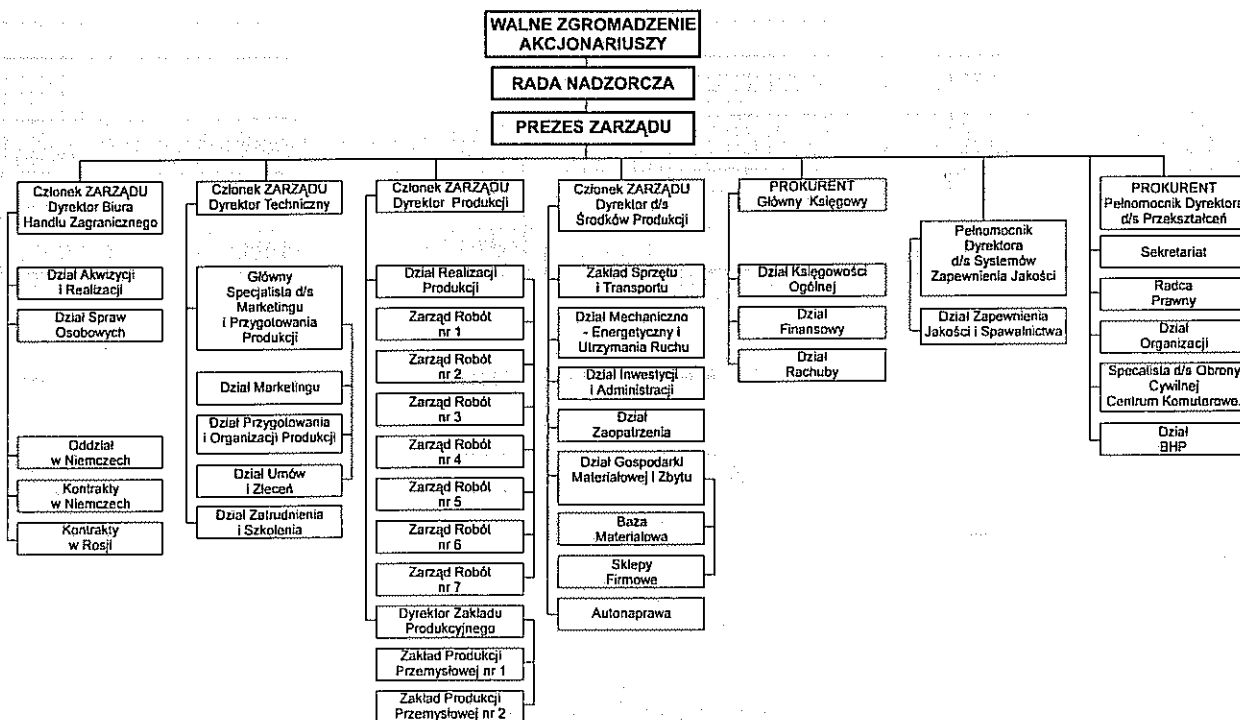 WALNE ZGROMADZENIE
AKCJONARIUSZY
RADA NADZORCZA
PREZES ZARZĄDU
Członek ZARZĄDU
Dyrektor Biura
Handlu Zagranicznego
Dział Akwizycji
i Realizacji
Dział Spraw
Osobowych
Oddział
w Niemczech
Kontrakty
w Niemczech
Kontrakty
w Rosji
Członek ZARZĄDU
Dyrektor Techniczny
Główny
Specjalista d/s
Marketingu
i Przygotowania
Produkcji
Dział Marketingu
Dział Przygotowania
i Organizacji Produkcji
Dział Umów
i Zleceń
Dział Zatrudnienia
i Szkolenia
Członek ZARZĄDU
Dyrektor Produkcji
Dział Realizacji
Produkcji
Zarząd Robót
nr 1
Zarząd Robót
nr 2
Zarząd Robót
nr 3
Zarząd Robót
nr 4
Zarząd Robót
nr 5
Zarząd Robót
nr 6
Zarząd Robót
nr 7
Dyrektor Zakładu
Produkcyjnego
Zakład Produkcji
Przemysłowej nr 1
Zakład Produkcji
Przemysłowej nr 2
Członek ZARZĄDU
Dyrektor d/s
Środków Produkcji
Zakład Sprzętu
i Transportu
Dział Mechaniczno
- Energetyczny i
Utrzymania Ruchu
Dział Inwestycji
i Administracji
Dział
Zaopatrzenia
Dział Gospodarki
Materiałowej i Zbytu
Baza
Materiałowa
Sklepy
Firmowe
Autonaprawa
PROKURENT
Główny Księgowy
Dział Księgowości
Ogólnej
Dział
Finansowy
Dział
Rachuby
Pełnomocnik
Dyrektora
d/s Systemów
Zapewnienia Jakości
Dział Zapewnienia
Jakości i Spawalnictwa
PROKURENT
Pełnomocnik Dyrektora
d/s Przekształceń
Sekretariat
Radca
Prawny
Dział
Organizacji
Specalista d/s Obrony
Cywilnej
Centrum Komuterowe.
Dział
BHP